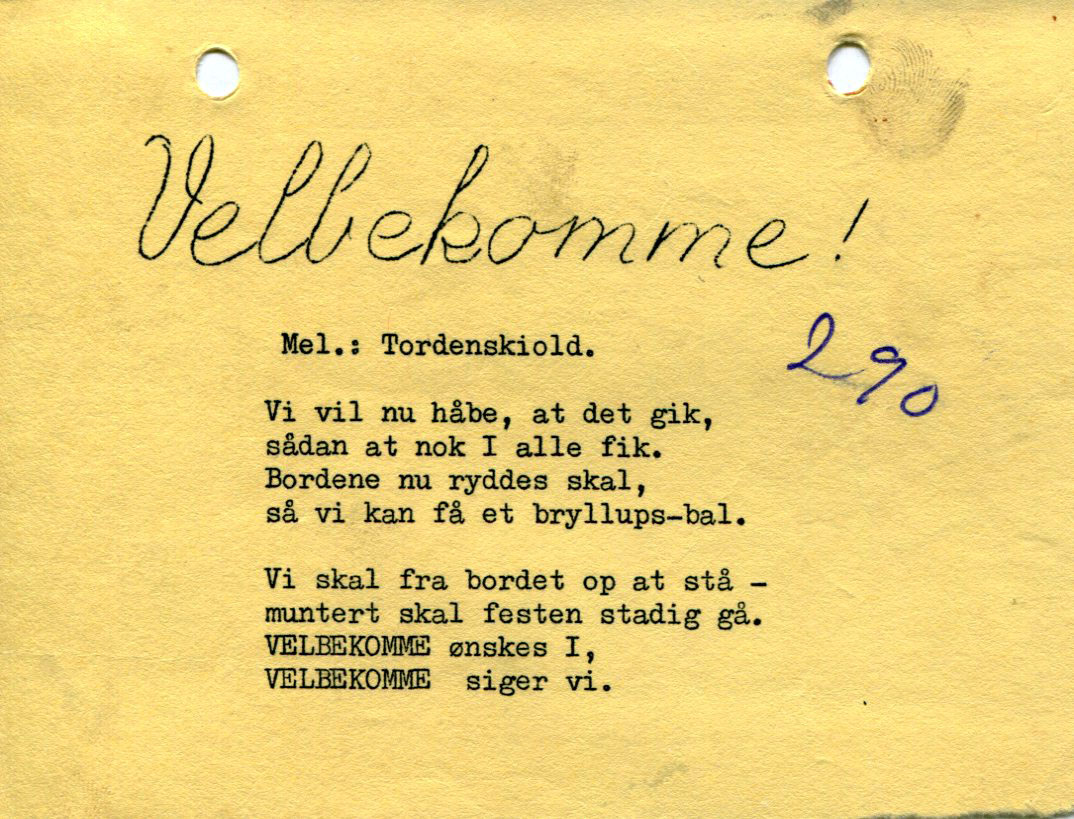 Velbekomme!
Mel.: Tordenskiold.
290
Vi vil nu håbe, at det gik,
sådan at nok I alle fik.
Bordene nu ryddes skal,
så vi kan få et bryllups-bal.
Vi skal fra bordet op at stå -
muntert skal festen stadig gå.
VELBEKOMME ønskes I,
VELBEKOMME siger vi.